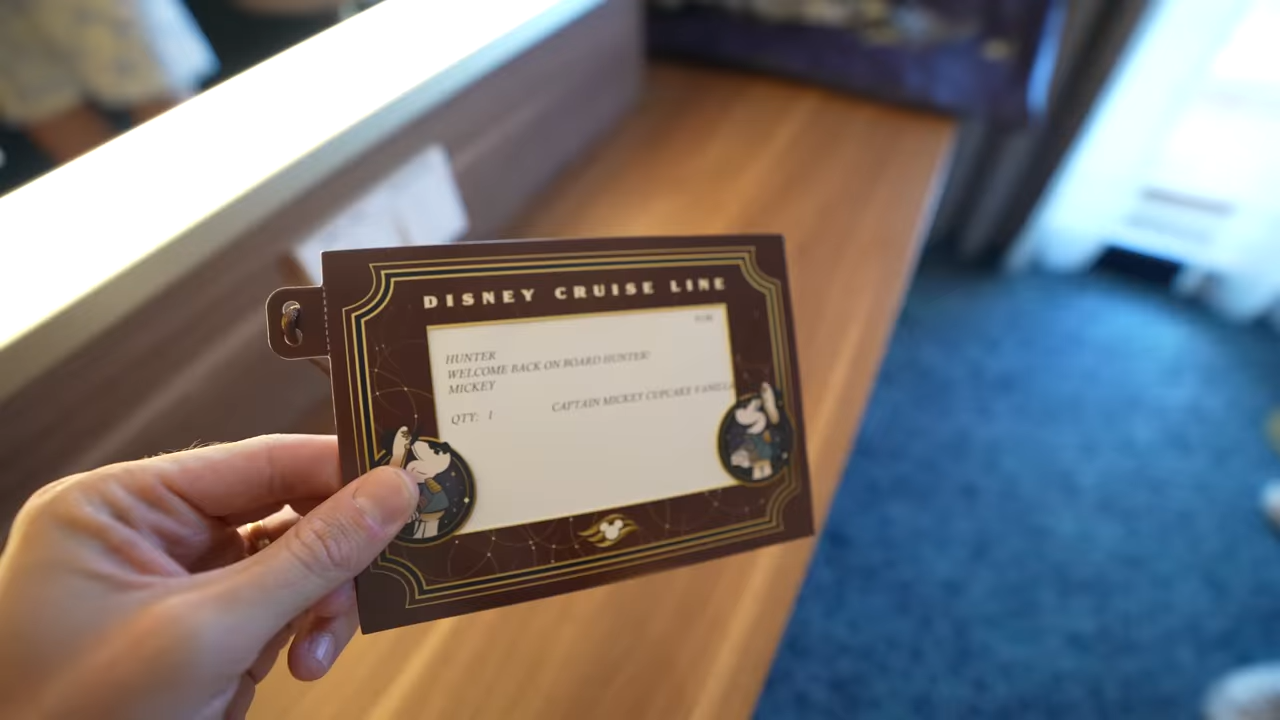 DISNEY CRUISE LINE
HUNTER
WELCOME BACK ON BOARD HUNTER!
MICKEY
QTY: 1 CAPTAIN MICKEY CUPCAKE VANILLA